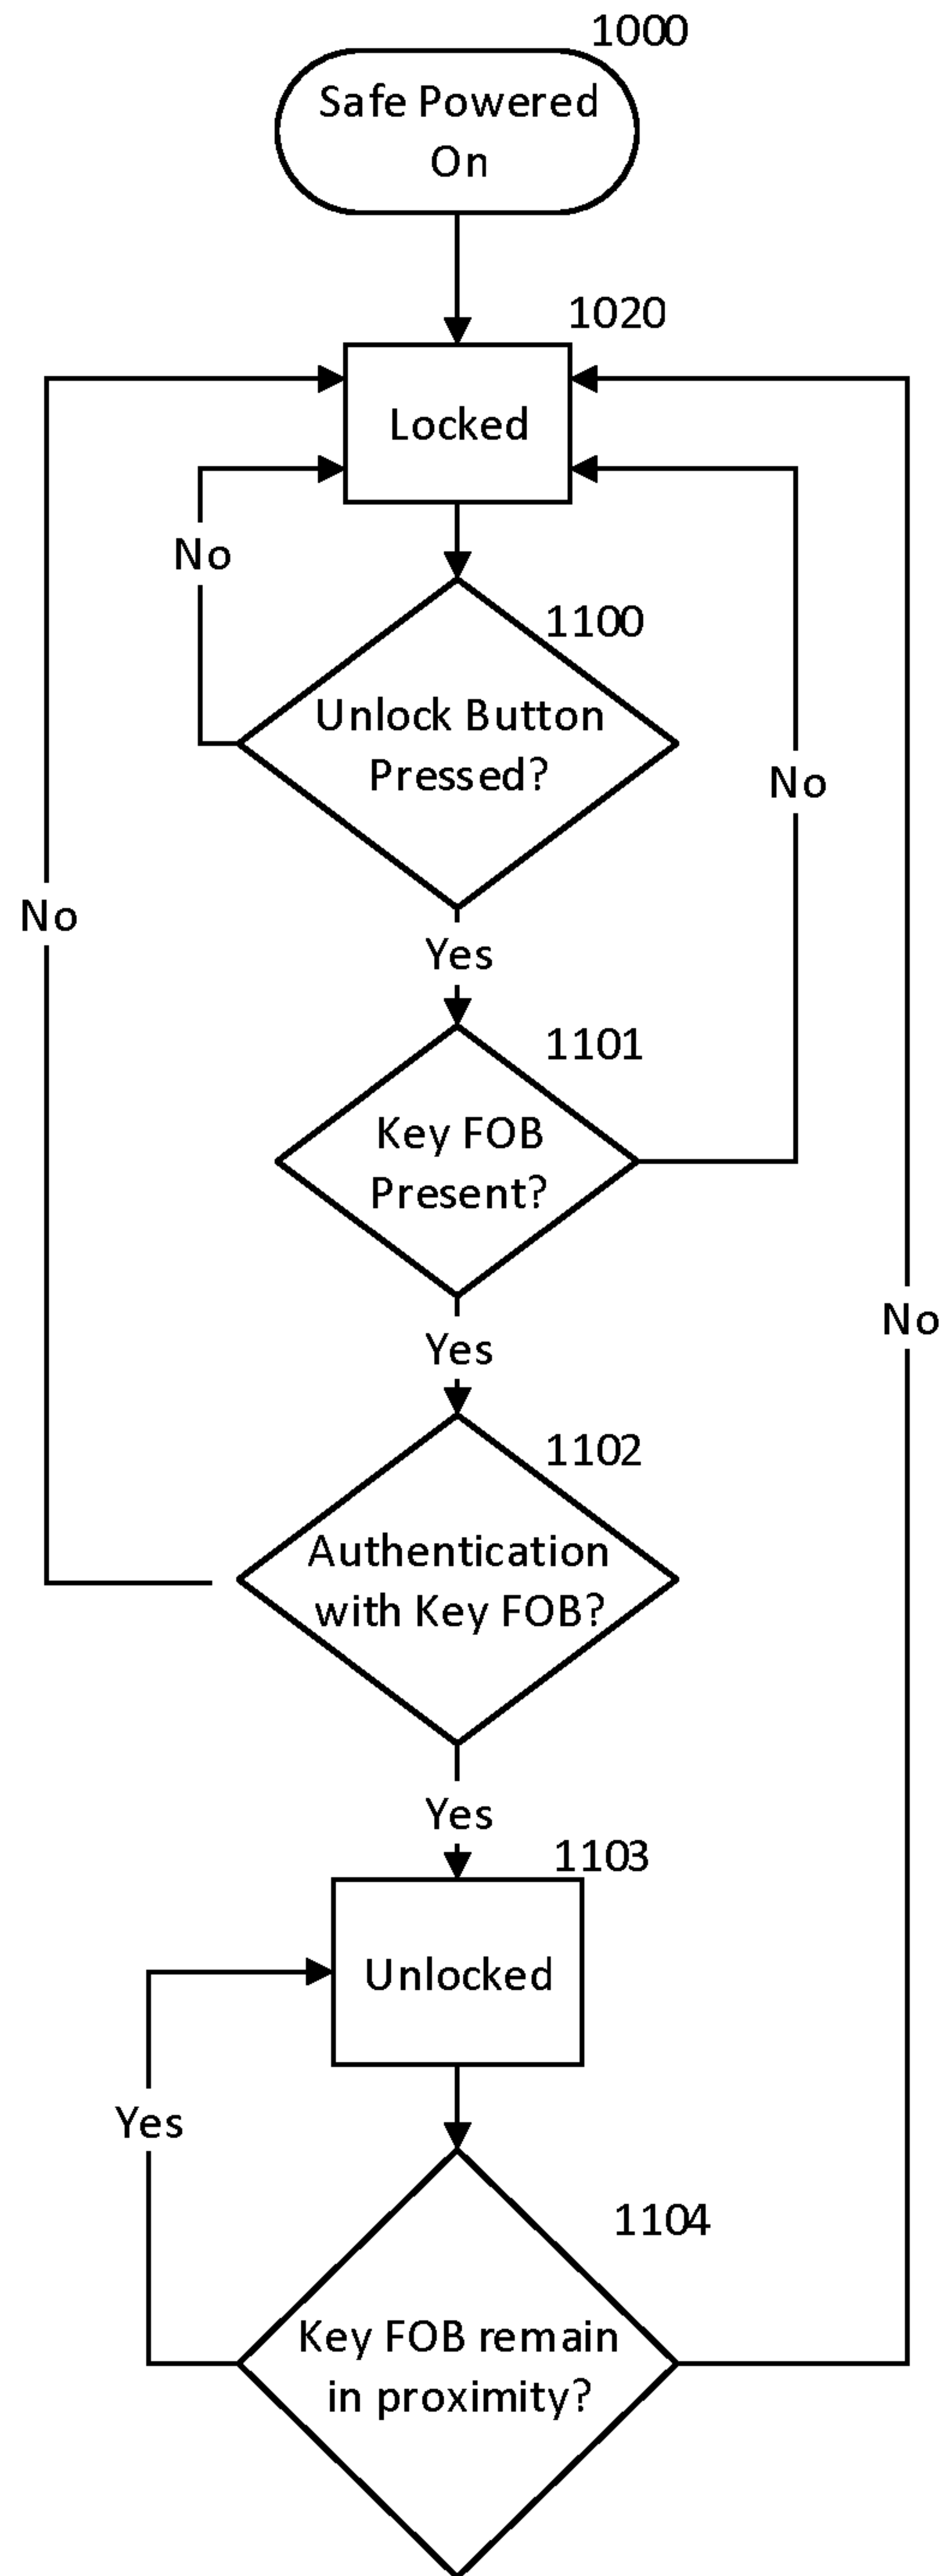 1000
Safe Powered
On
1020
Locked
No
1100
Unlock Button
Pressed?
No
No
Yes
1101
Key FOB
Present?
No
Yes
1102
Authentication
with Key FOB?
Yes
1103
Unlocked
Yes
1104
Key FOB remain
in proximity?